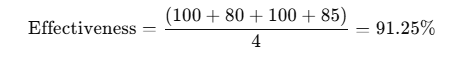 Effectiveness = (100 + 80 + 100 + 85) / 4 = 91.25%